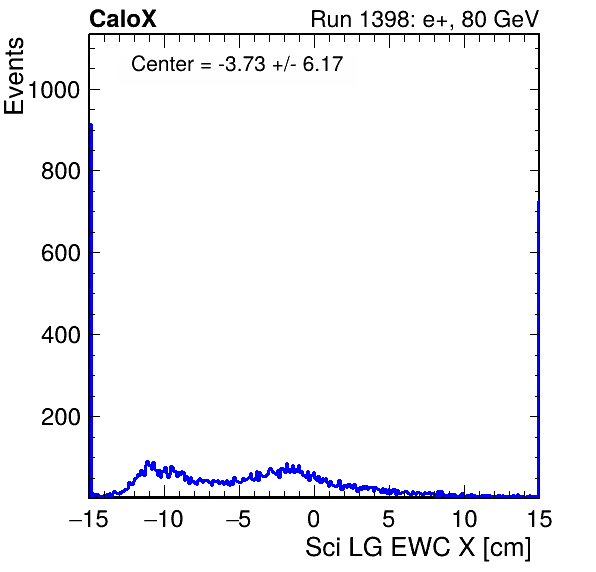 CaloX Run 1398: e+, 80 GeV
Center = -3.73 +/- 6.17
Events
1000
800
600
400
200
−15 −10 −5 0 5 10 15
Sci LG EWC X [cm]